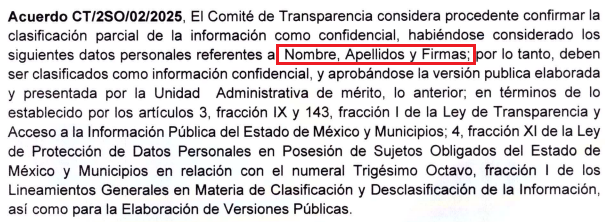 Acuerdo CT/2SO/02/2025, El Comité de Transparencia considera procedente confirmar la
clasificación parcial de la información como confidencial, habiéndose considerado los
siguientes datos personales referentes a Nombre, Apellidos y Firmas; por lo tanto, deben
ser clasificados como información confidencial, y aprobándose la versión publica elaborada
y presentada por la Unidad Administrativa de mérito, lo anterior; en términos de lo
establecido por los artículos 3, fracción IX y 143, fracción I de la Ley de Transparencia y
Acceso a la Información Pública del Estado de México y Municipios; 4, fracción XI de la Ley
de Protección de Datos Personales en Posesión de Sujetos Obligados del Estado de
México y Municipios en relación con el numeral Trigésimo Octavo, fracción I de los
Lineamientos Generales en Materia de Clasificación y Desclasificación de la Información,
así como para la Elaboración de Versiones Públicas.